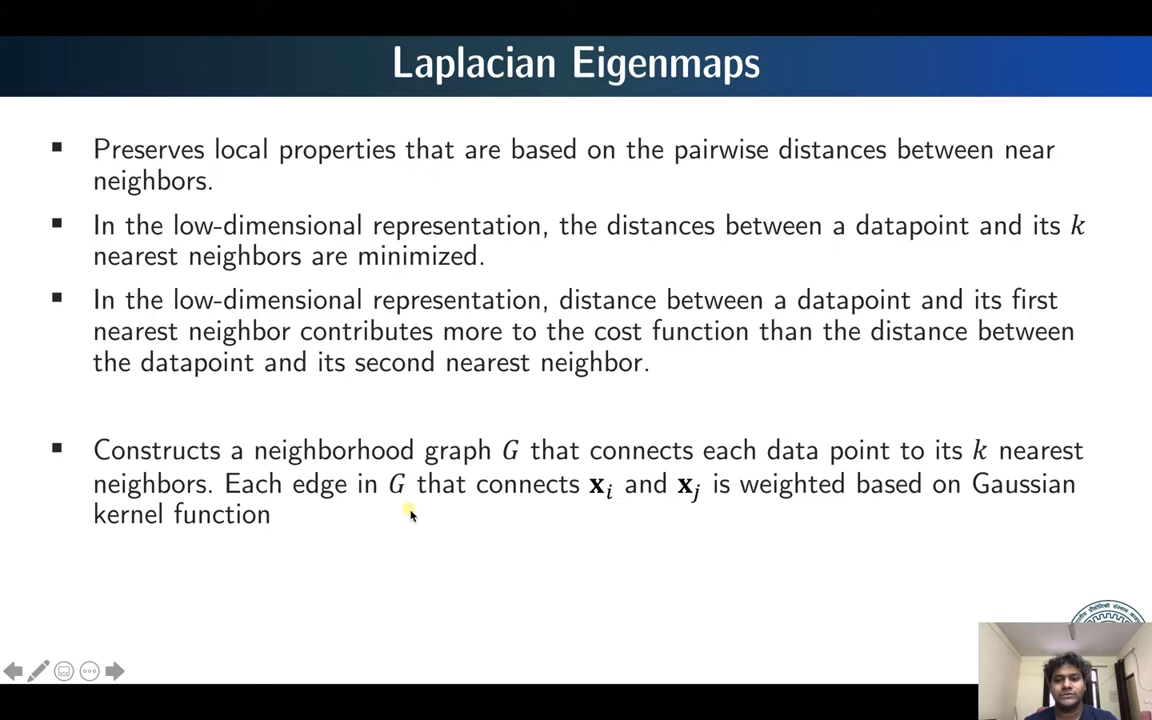 Laplacian Eigenmaps
▪ Preserves local properties that are based on the pairwise distances between near
neighbors.
▪ In the low-dimensional representation, the distances between a datapoint and its k
nearest neighbors are minimized.
▪ In the low-dimensional representation, distance between a datapoint and its first
nearest neighbor contributes more to the cost function than the distance between
the datapoint and its second nearest neighbor.
▪ Constructs a neighborhood graph G that connects each data point to its k nearest
neighbors. Each edge in G that connects x_i and x_j is weighted based on Gaussian
kernel function